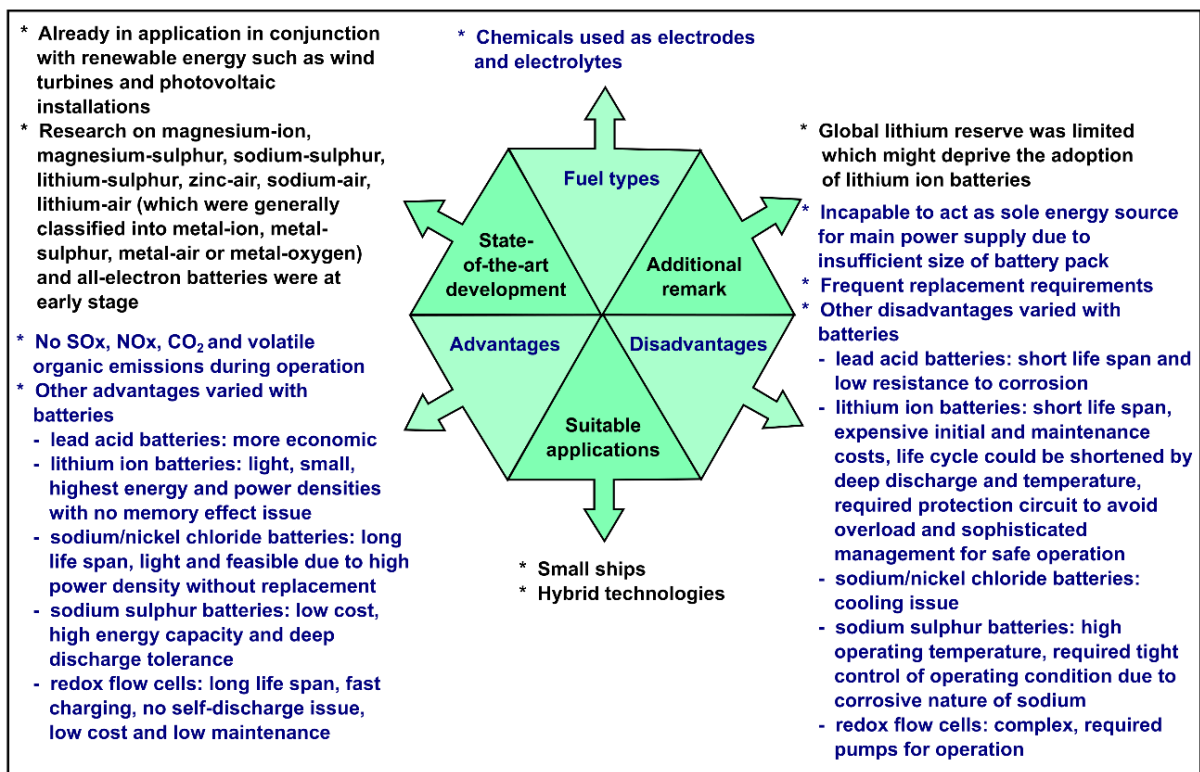 * Already in application in conjunction
with renewable energy such as wind
turbines and photovoltaic
installations
* Research on magnesium-ion,
magnesium-sulphur, sodium-sulphur,
lithium-sulphur, zinc-air, sodium-air,
lithium-air (which were generally
classified into metal-ion, metal-
sulphur, metal-air or metal-oxygen)
and all-electron batteries were at
early stage
* Chemicals used as electrodes
and electrolytes
* Global lithium reserve was limited
which might deprive the adoption
of lithium ion batteries
Fuel types
State-
of-the-art
development
Additional
remark
Advantages
Disadvantages
Suitable
applications
* No SOx, NOx, CO₂ and volatile
organic emissions during operation
* Other advantages varied with
batteries
- lead acid batteries: more economic
- lithium ion batteries: light, small,
highest energy and power densities
with no memory effect issue
- sodium/nickel chloride batteries: long
life span, light and feasible due to high
power density without replacement
- sodium sulphur batteries: low cost,
high energy capacity and deep
discharge tolerance
- redox flow cells: long life span, fast
charging, no self-discharge issue,
low cost and low maintenance
* Small ships
* Hybrid technologies
* Incapable to act as sole energy source
for main power supply due to
insufficient size of battery pack
* Frequent replacement requirements
* Other disadvantages varied with
batteries
- lead acid batteries: short life span and
low resistance to corrosion
- lithium ion batteries: short life span,
expensive initial and maintenance
costs, life cycle could be shortened by
deep discharge and temperature,
required protection circuit to avoid
overload and sophisticated
management for safe operation
- sodium/nickel chloride batteries:
cooling issue
- sodium sulphur batteries: high
operating temperature, required tight
control of operating condition due to
corrosive nature of sodium
- redox flow cells: complex, required
pumps for operation